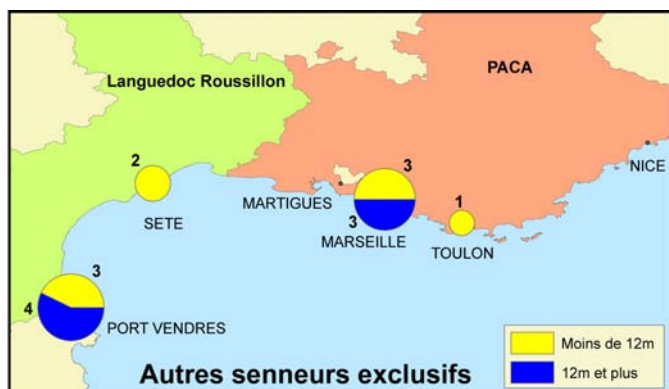 PACA
Languedoc Roussillon
NICE
2
3
MARTIGUES
1
SETE
3
MARSEILLE
TOULON
3
4
PORT VENDRES
Moins de 12m
Autres senneurs exclusifs
12m et plus